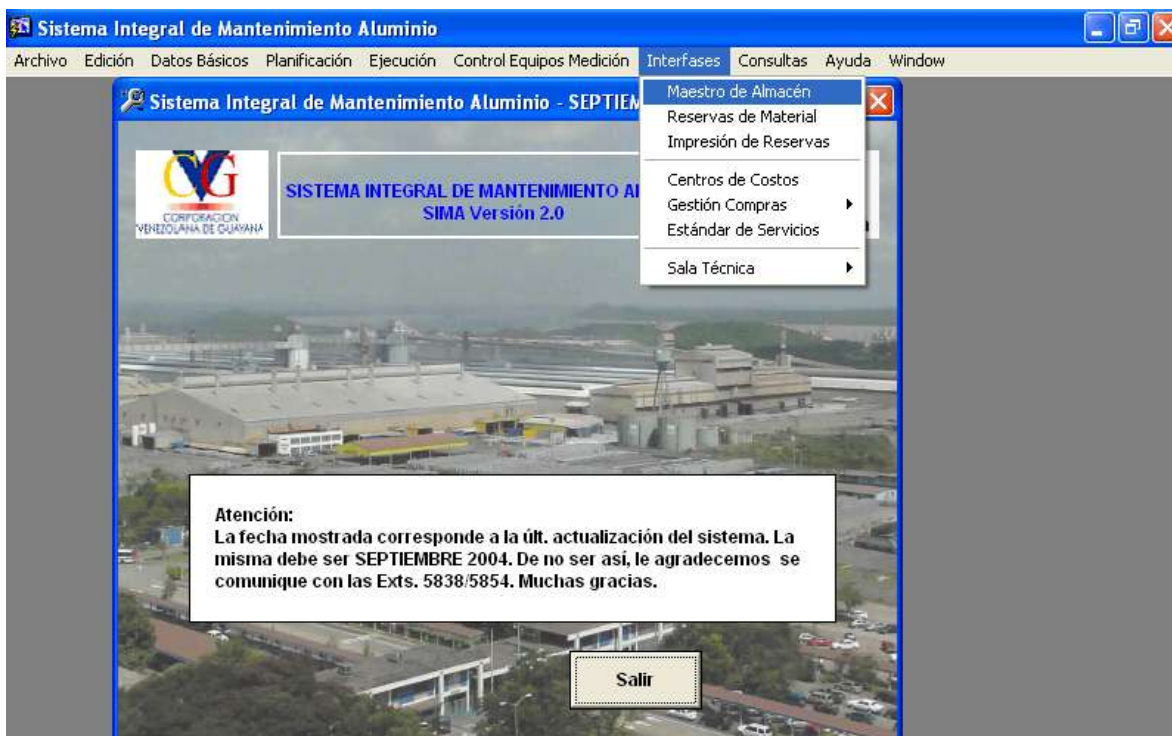 Sistema Integral de Mantenimiento Aluminio
Archivo Edición Datos Básicos Planificación Ejecución Control Equipos Medición Interfases Consultas Ayuda Window
Sistema Integral de Mantenimiento Aluminio - SEPTIEM
Maestro de Almacén
Reservas de Material
Impresión de Reservas
Centros de Costos
Gestión Compras
Estándar de Servicios
Sala Técnica
CVG
CORPORACION
VENEZOLANA DE GUAYANA
SISTEMA INTEGRAL DE MANTENIMIENTO Al
SIMA Versión 2.0
Atención:
La fecha mostrada corresponde a la últ. actualización del sistema. La
misma debe ser SEPTIEMBRE 2004. De no ser así, le agradecemos se
comunique con las Exts. 5838/5854. Muchas gracias.
Salir